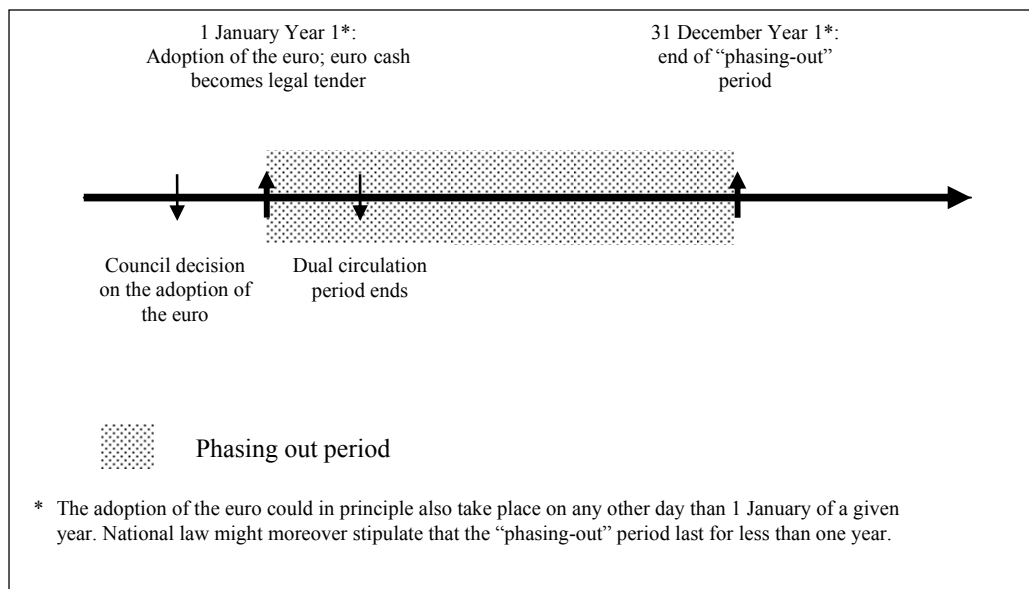 1 January Year 1*:
Adoption of the euro; euro cash
becomes legal tender
31 December Year 1*:
end of “phasing-out”
period
Council decision
on the adoption of
the euro
Dual circulation
period ends
Phasing out period
* The adoption of the euro could in principle also take place on any other day than 1 January of a given
year. National law might moreover stipulate that the “phasing-out” period last for less than one year.